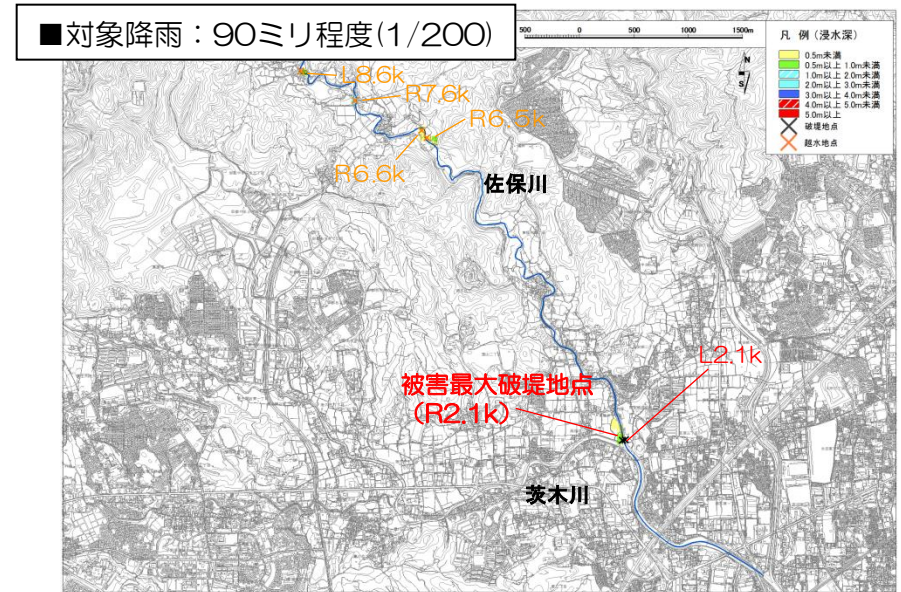 ■対象降雨：90ミリ程度(1/200)
500 0 500 1000 1500m
凡 例 (浸水深)
0.5m未満
0.5m以上 1.0m未満
1.0m以上 2.0m未満
2.0m以上 3.0m未満
3.0m以上 4.0m未満
4.0m以上 5.0m未満
5.0m以上
破堤地点
越水地点
N
S
L8.6k
R7.6k
R6.5k
R6.6k
佐保川
L2.1k
被害最大破堤地点
(R2.1k)
茨木川